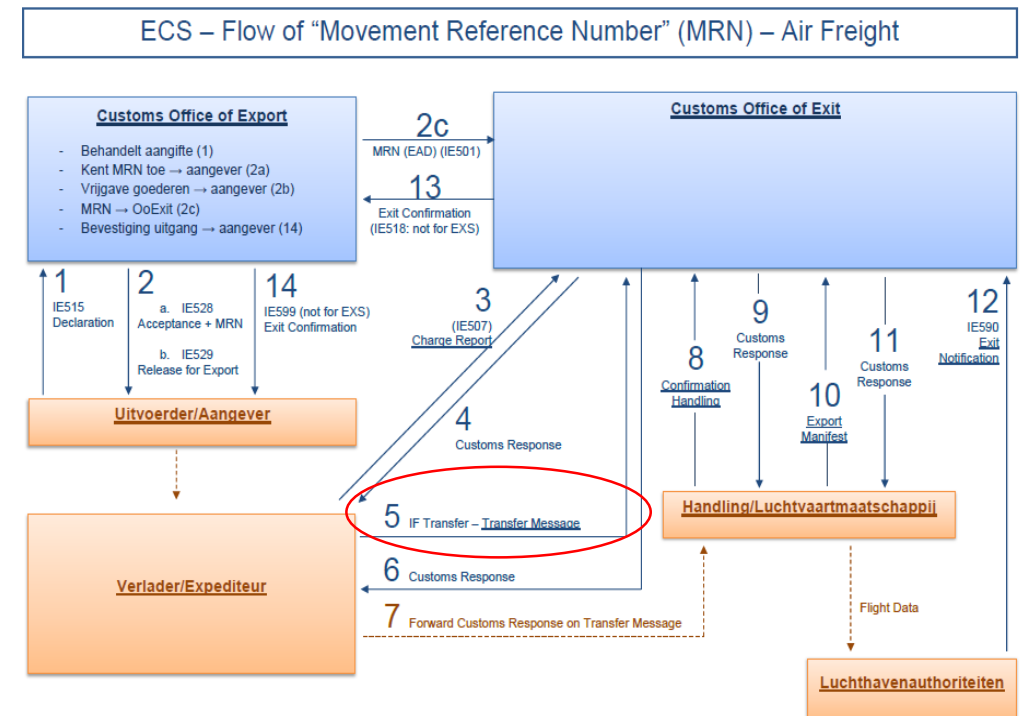 ECS – Flow of “Movement Reference Number” (MRN) – Air Freight
Customs Office of Export
- Behandelt aangifte (1)
- Kent MRN toe → aangever (2a)
- Vrijgave goederen → aangever (2b)
- MRN → OoExit (2c)
- Bevestiging uitgang → aangever (14)
2c
MRN (EAD) (IE501)
13
Exit Confirmation
(IE518: not for EXS)
Customs Office of Exit
1
IE515
Declaration
2
a. IE528
Acceptance + MRN
b. IE529
Release for Export
14
IE599 (not for EXS)
Exit Confirmation
3
(IE507)
Charge Report
4
Customs Response
8
Confirmation
Handling
9
Customs
Response
10
Export
Manifest
11
Customs
Response
12
IE590
Exit
Notification
Uitvoerder/Aangever
5 IF Transfer – Transfer Message
6 Customs Response
7 Forward Customs Response on Transfer Message
Verlader/Expediteur
Handling/Luchtvaartmaatschappij
Flight Data
Luchthavenauthoriteiten